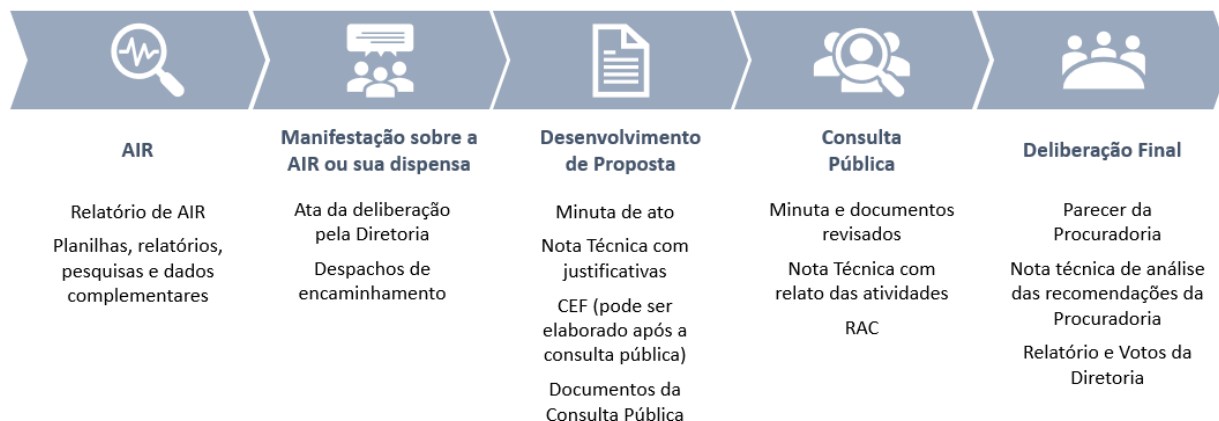 AIR
Relatório de AIR
Planilhas, relatórios,
pesquisas e dados
complementares
Manifestação sobre a
AIR ou sua dispensa
Ata da deliberação
pela Diretoria
Despachos de
encaminhamento
Desenvolvimento
de Proposta
Minuta de ato
Nota Técnica com
justificativas
CEF (pode ser
elaborado após a
consulta pública)
Documentos da
Consulta Pública
Consulta
Pública
Minuta e documentos
revisados
Nota Técnica com
relato das atividades
RAC
Deliberação Final
Parecer da
Procuradoria
Nota técnica de análise
das recomendações da
Procuradoria
Relatório e Votos da
Diretoria